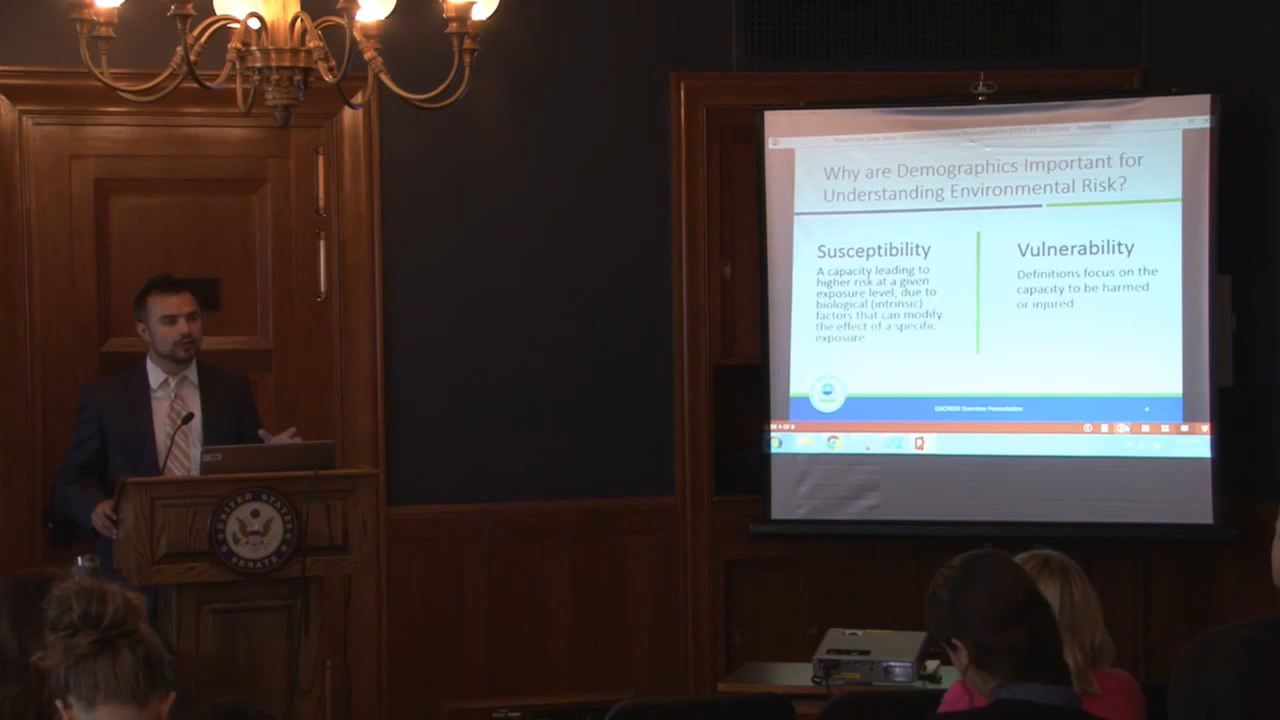 Why are Demographics Important for
Understanding Environmental Risk?
Susceptibility
A capacity leading to
higher risk at a given
exposure level, due to
biological (intrinsic)
factors that can modify
the effect of a specific
exposure
Vulnerability
Definitions focus on the
capacity to be harmed
or injured
EJSCREEN Overview Presentation
4
UNITED STATES
SENATE